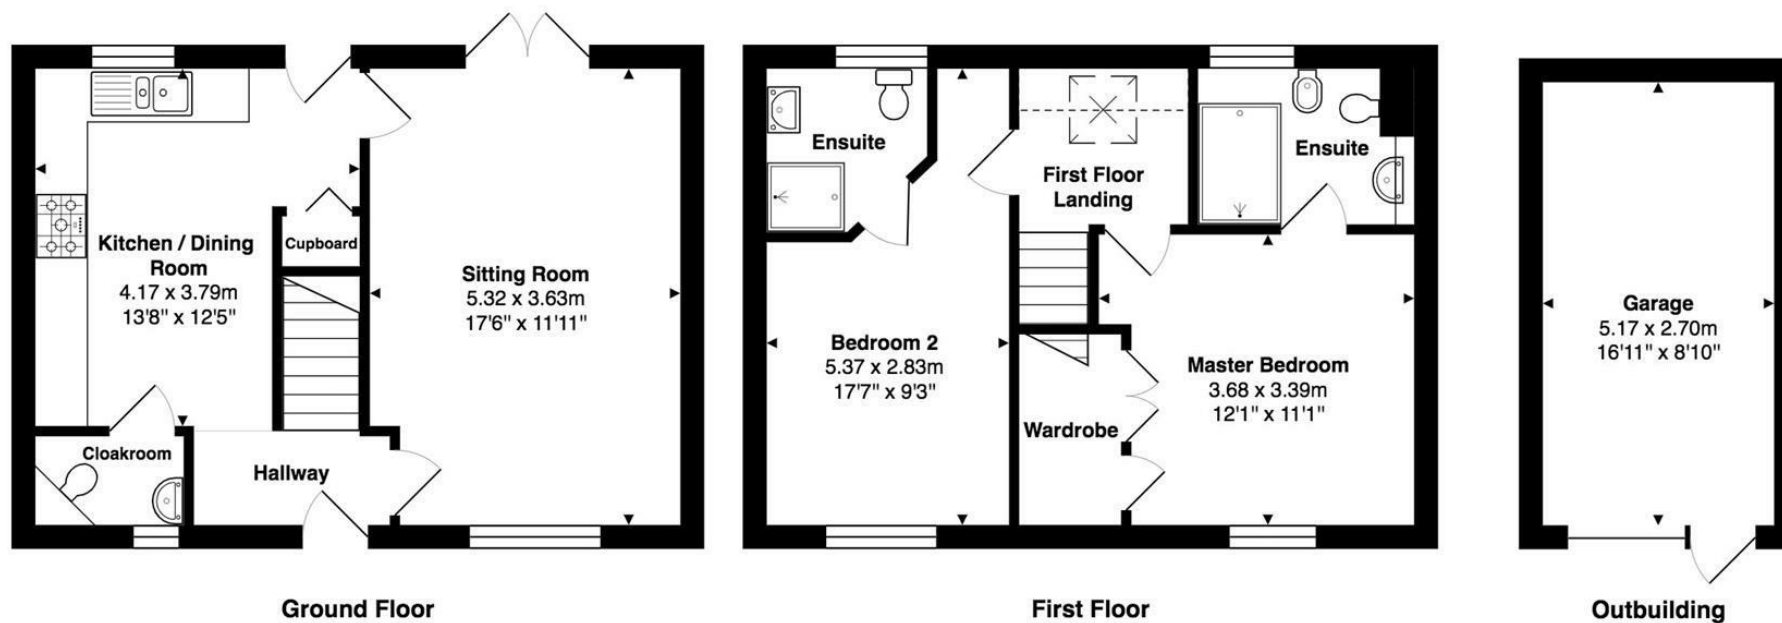 Kitchen / Dining
Room
4.17 x 3.79m
13'8" x 12'5"
Cupboard
Sitting Room
5.32 x 3.63m
17'6" x 11'11"
Cloakroom
Hallway
Ground Floor
Ensuite
First Floor
Landing
Ensuite
Bedroom 2
5.37 x 2.83m
17'7" x 9'3"
Master Bedroom
3.68 x 3.39m
12'1" x 11'1"
Wardrobe
First Floor
Garage
5.17 x 2.70m
16'11" x 8'10"
Outbuilding